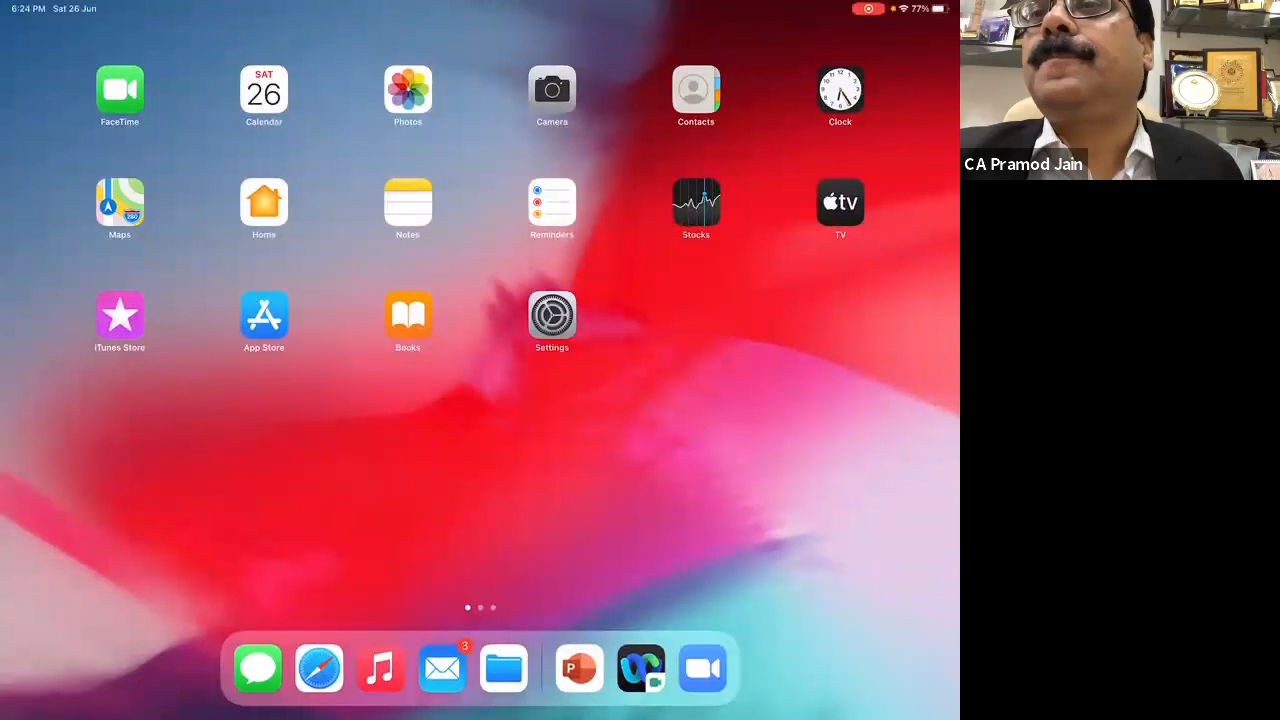 6:24 PM Sat 26 Jun
77%
SAT
26
FaceTime
Calendar
Photos
Camera
Contacts
Clock
280
tv
Maps
Home
Notes
Reminders
Stocks
TV
iTunes Store
App Store
Books
Settings
3
P
CA Pramod Jain